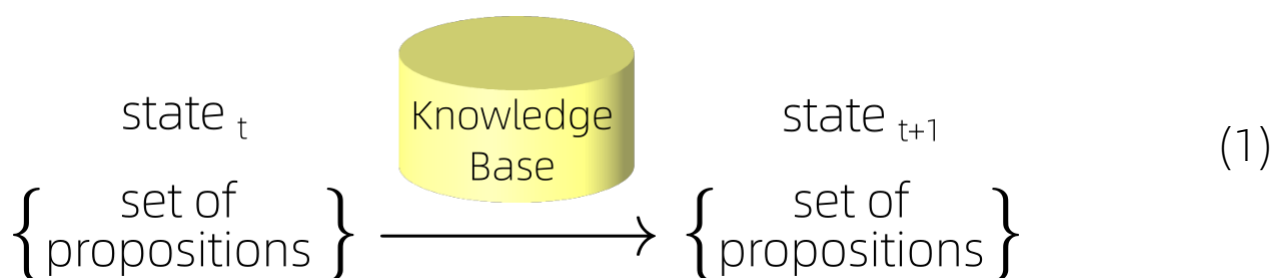 state t
Knowledge
Base
state t+1
(1)
{ set of
propositions }
{ set of
propositions }